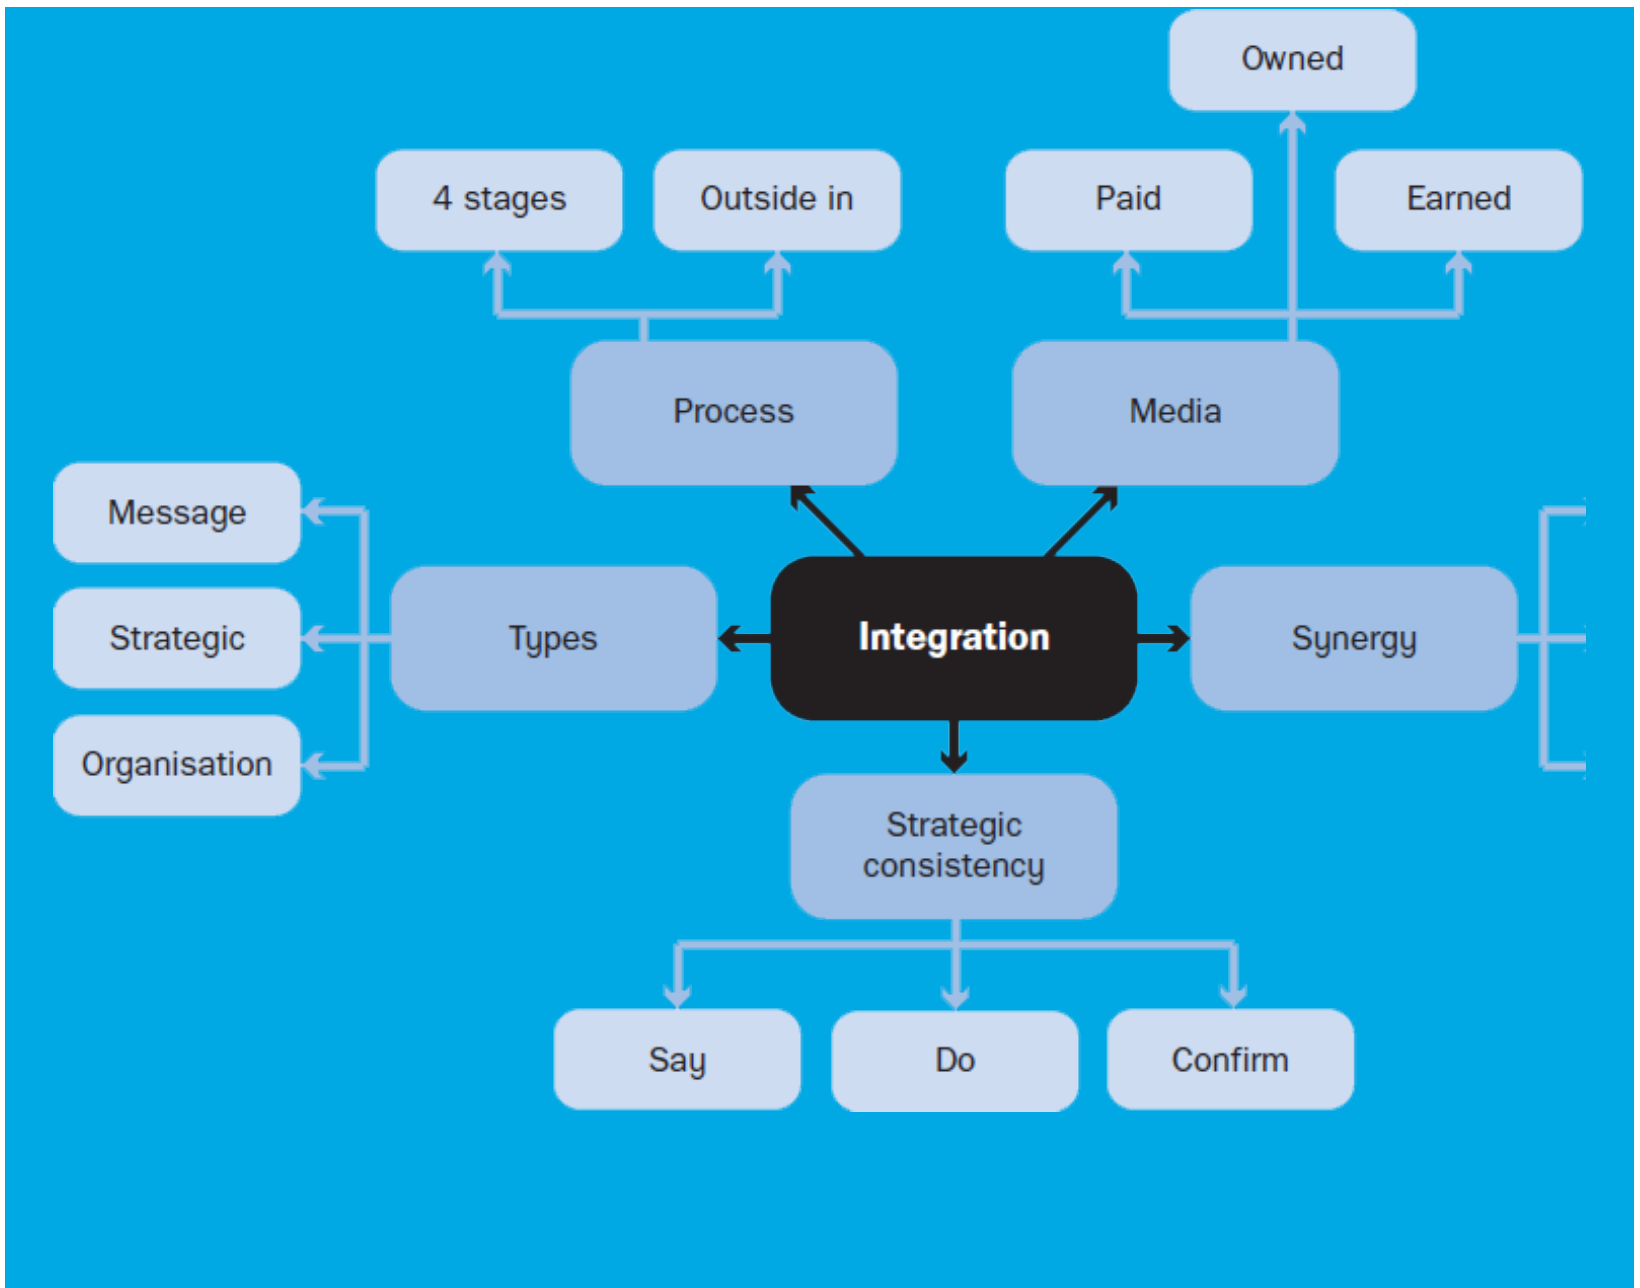 Owned
4 stages
Outside in
Paid
Earned
Process
Media
Message
Strategic
Organisation
Types
Integration
Synergy
Strategic
consistency
Say
Do
Confirm